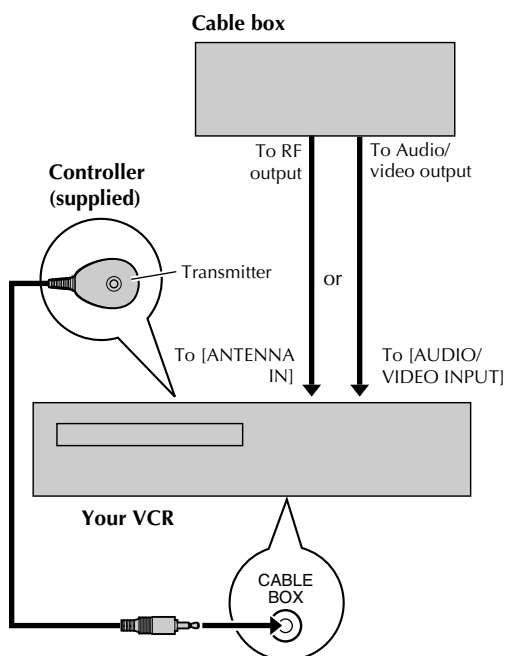 Cable box
To RF
output
To Audio/
video output
Controller
(supplied)
Transmitter
or
To [ANTENNA
IN]
To [AUDIO/
VIDEO INPUT]
Your VCR
CABLE
BOX